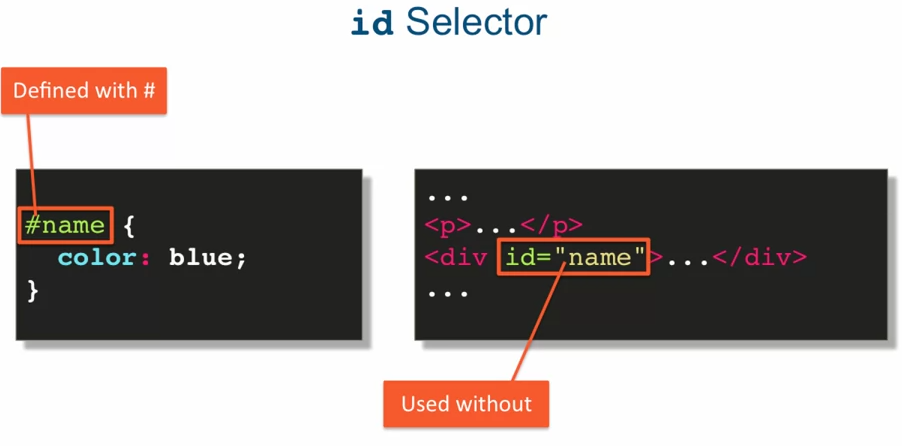 id Selector
Defined with #
#name {
color: blue;
}
...
<p>...</p>
<div id="name">...</div>
...
Used without